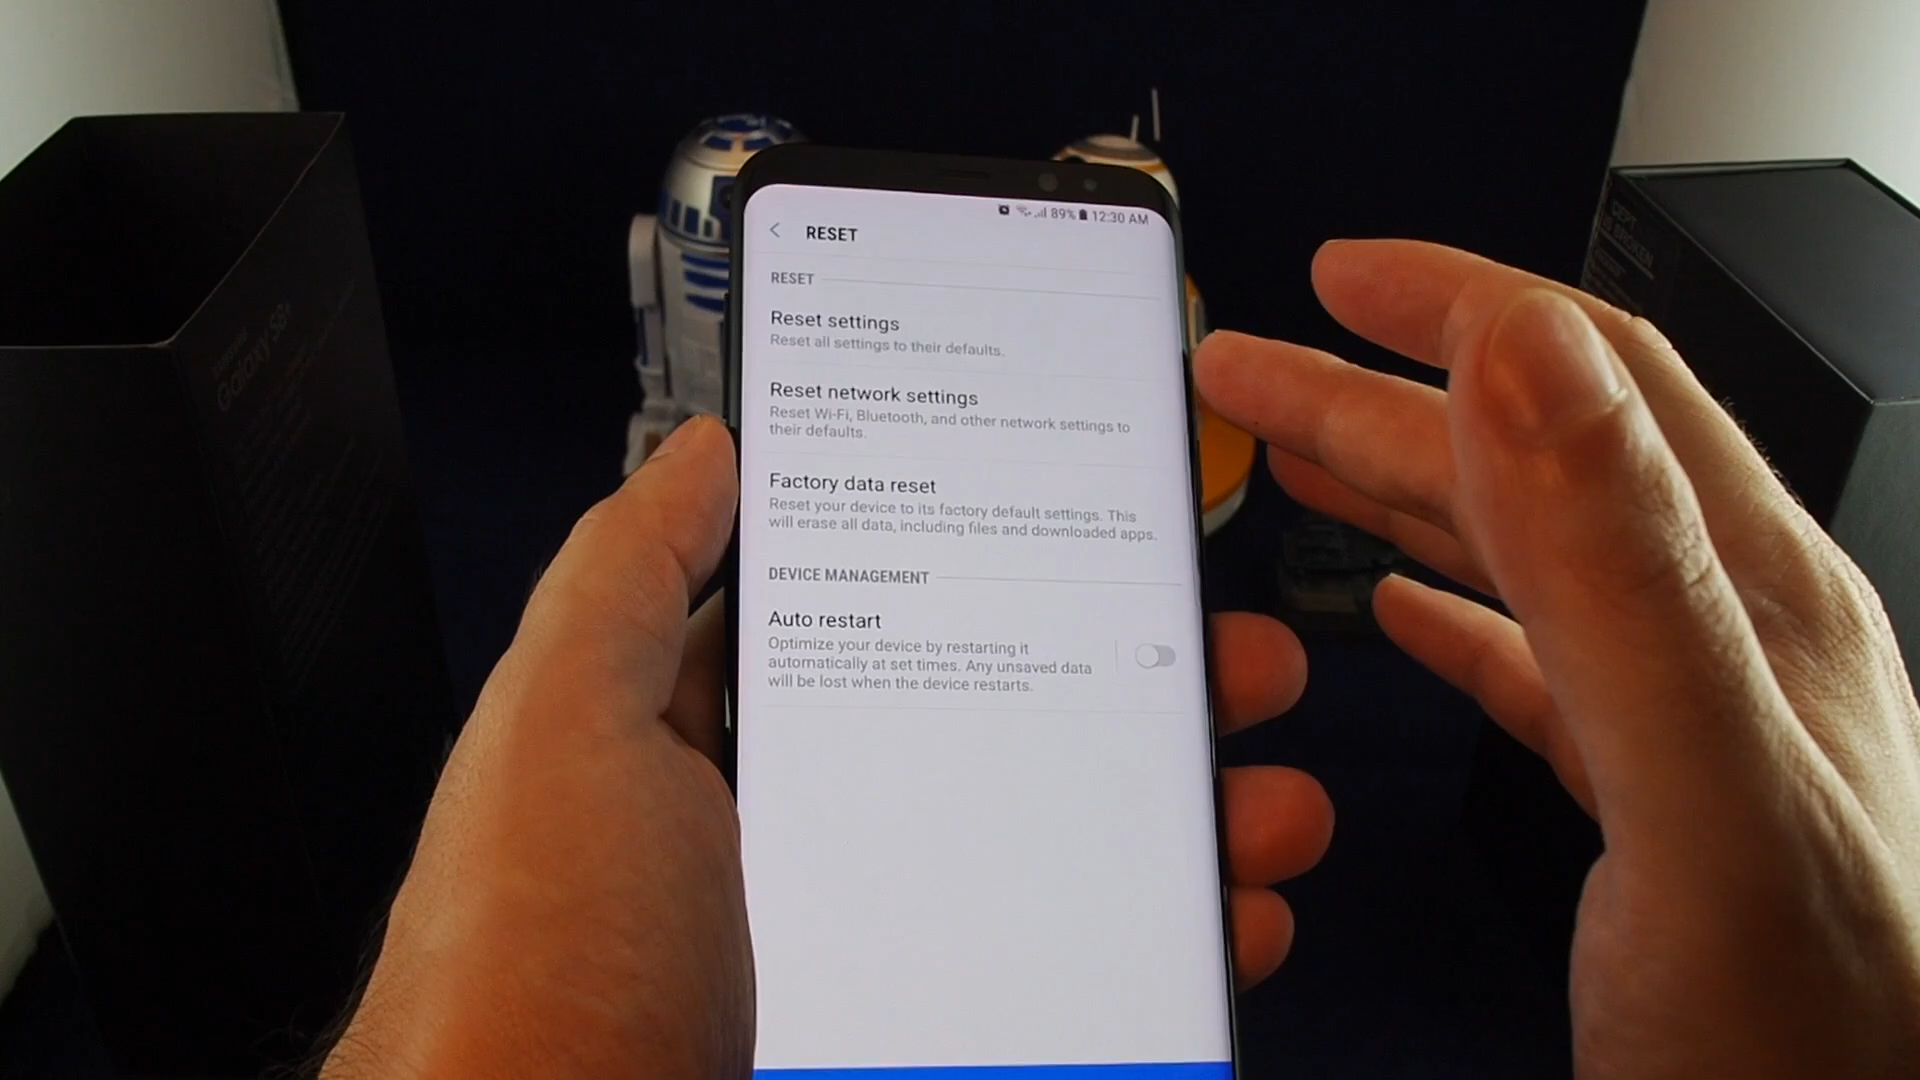 89% 12:30 AM
RESET
RESET
Reset settings
Reset all settings to their defaults.
Reset network settings
Reset Wi-Fi, Bluetooth, and other network settings to
their defaults.
Factory data reset
Reset your device to its factory default settings. This
will erase all data, including files and downloaded apps.
DEVICE MANAGEMENT
Auto restart
Optimize your device by restarting it
automatically at set times. Any unsaved data
will be lost when the device restarts.
Galaxy S8+